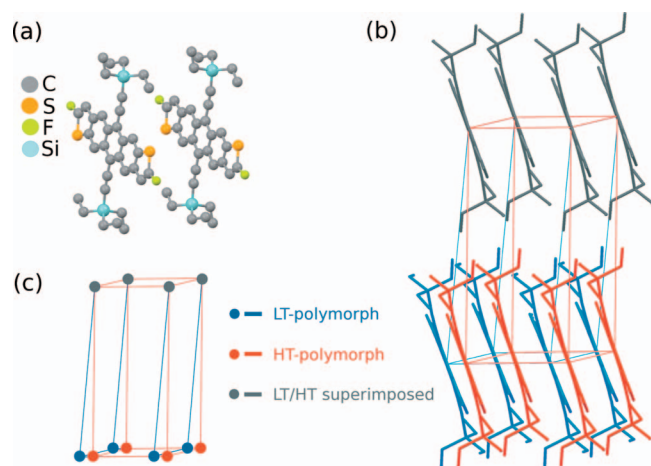 (a)
C
S
F
Si
(b)
(c)
LT-polymorph
HT-polymorph
LT/HT superimposed